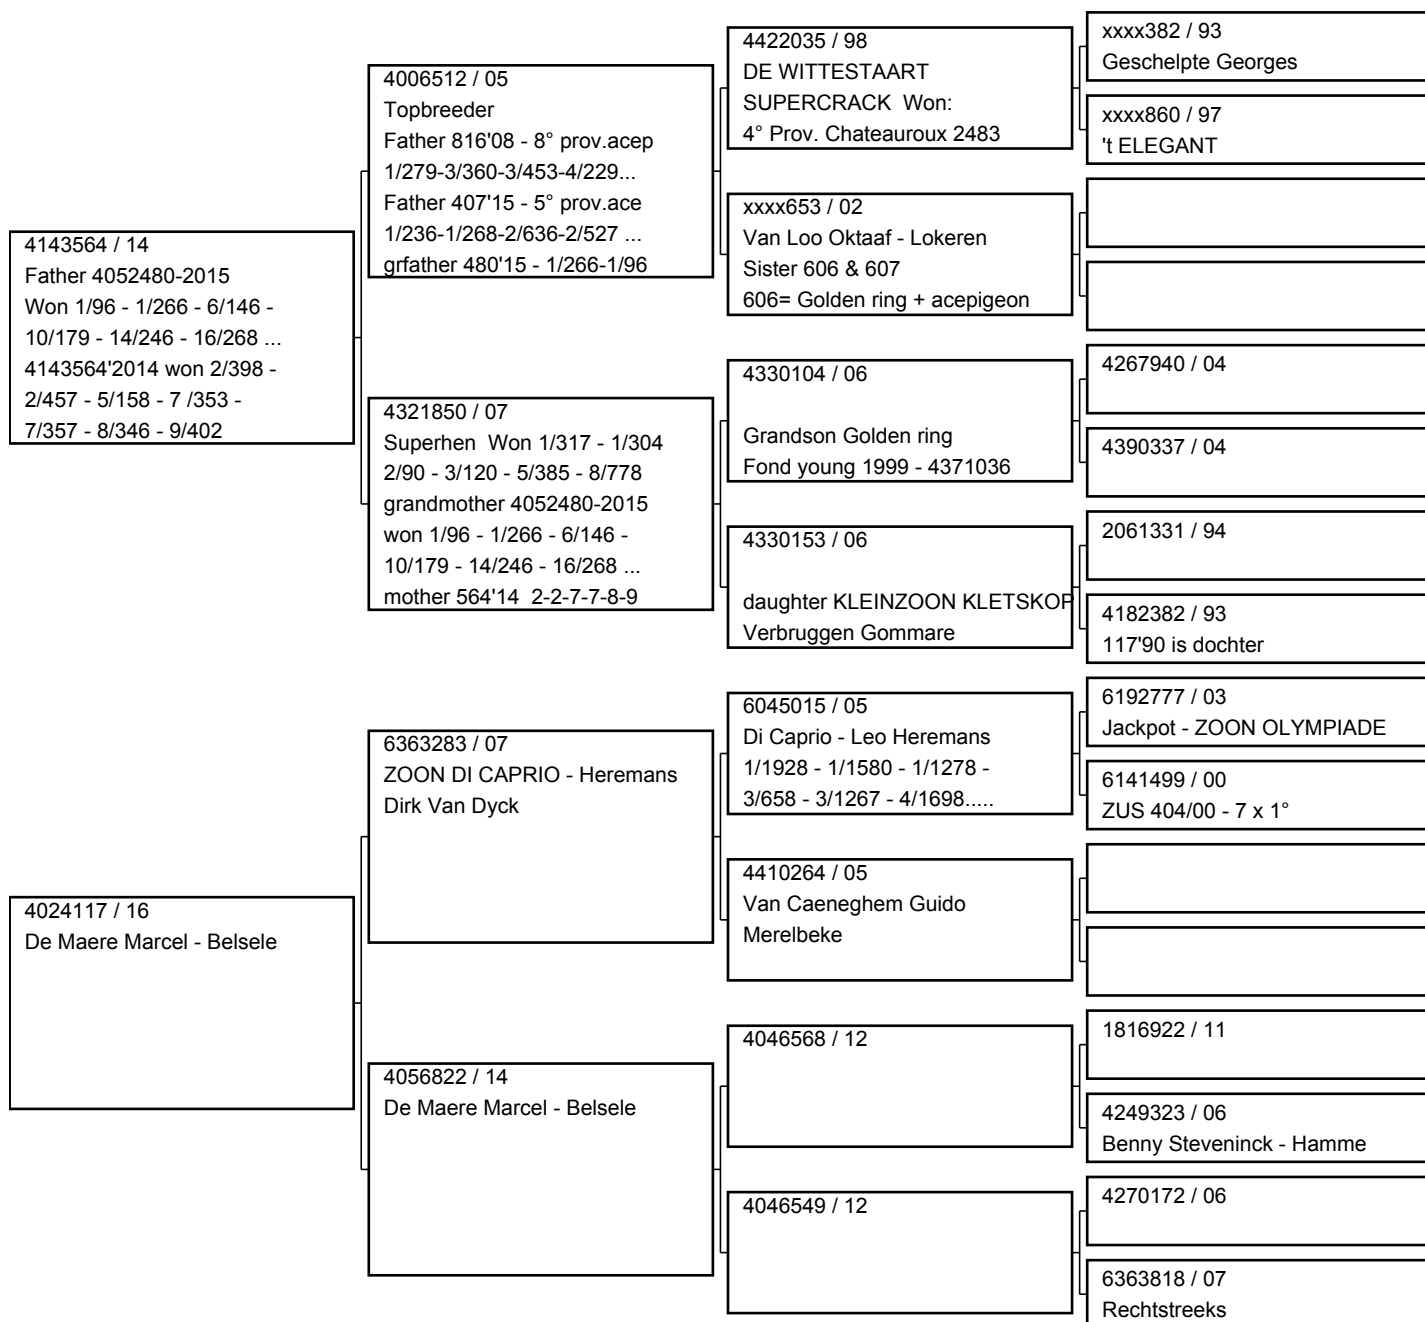 4143564 / 14
Father 4052480-2015
Won 1/96 - 1/266 - 6/146 -
10/179 - 14/246 - 16/268 ...
4143564'2014 won 2/398 -
2/457 - 5/158 - 7 /353 -
7/357 - 8/346 - 9/402
4024117 / 16
De Maere Marcel - Belsele
4006512 / 05
Topbreeder
Father 816'08 - 8° prov.acep
1/279-3/360-3/453-4/229...
Father 407'15 - 5° prov.ace
1/236-1/268-2/636-2/527 ...
grfather 480'15 - 1/266-1/96
4321850 / 07
Superhen  Won 1/317 - 1/304
2/90 - 3/120 - 5/385 - 8/778
grandmother 4052480-2015
won 1/96 - 1/266 - 6/146 -
10/179 - 14/246 - 16/268 ...
mother 564'14  2-2-7-7-8-9
6363283 / 07
ZOON DI CAPRIO - Heremans
Dirk Van Dyck
4056822 / 14
De Maere Marcel - Belsele
4422035 / 98
DE WITTESTAART
SUPERCRACK  Won:
4° Prov. Chateauroux 2483
xxxx653 / 02
Van Loo Oktaaf - Lokeren
Sister 606 & 607
606= Golden ring + acepigeon
4330104 / 06
Grandson Golden ring
Fond young 1999 - 4371036
4330153 / 06
daughter KLEINZOON KLETSKOP
Verbruggen Gommare
6045015 / 05
Di Caprio - Leo Heremans
1/1928 - 1/1580 - 1/1278 -
3/658 - 3/1267 - 4/1698.....
4410264 / 05
Van Caeneghem Guido
Merelbeke
4046568 / 12
4046549 / 12
xxxx382 / 93
Geschelpte Georges
xxxx860 / 97
't ELEGANT
4267940 / 04
4390337 / 04
2061331 / 94
4182382 / 93
117'90 is dochter
6192777 / 03
Jackpot - ZOON OLYMPIADE
6141499 / 00
ZUS 404/00 - 7 x 1°
1816922 / 11
4249323 / 06
Benny Steveninck - Hamme
4270172 / 06
6363818 / 07
Rechtstreeks